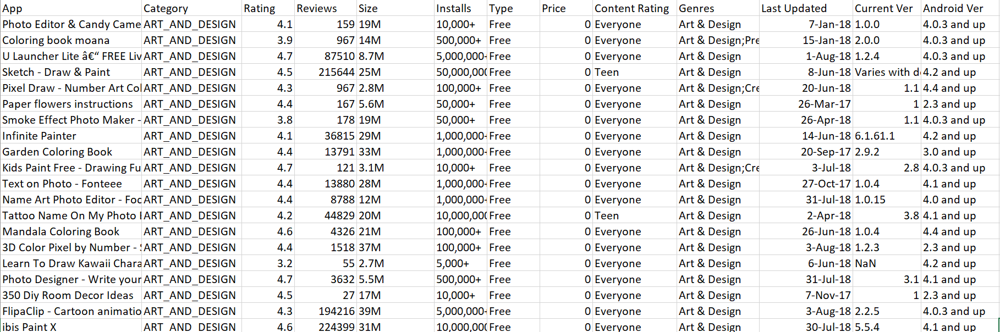 App Category Rating Reviews Size Installs Type Price Content Rating Genres Last Updated Current Ver Android Ver
Photo Editor & Candy Came ART_AND_DESIGN 4.1 159 19M 10,000+ Free 0 Everyone Art & Design 7-Jan-18 1.0.0 4.0.3 and up
Coloring book moana ART_AND_DESIGN 3.9 967 14M 500,000+ Free 0 Everyone Art & Design;Pre 15-Jan-18 2.0.0 4.0.3 and up
U Launcher Lite â€“ FREE Liv ART_AND_DESIGN 4.7 87510 8.7M 5,000,000+ Free 0 Everyone Art & Design 1-Aug-18 1.2.4 4.0.3 and up
Sketch - Draw & Paint ART_AND_DESIGN 4.5 215644 25M 50,000,000 Free 0 Teen Art & Design 8-Jun-18 Varies with d 4.2 and up
Pixel Draw - Number Art Col ART_AND_DESIGN 4.3 967 2.8M 100,000+ Free 0 Everyone Art & Design;Cre 20-Jun-18 1.1 4.4 and up
Paper flowers instructions ART_AND_DESIGN 4.4 167 5.6M 50,000+ Free 0 Everyone Art & Design 26-Mar-17 1 2.3 and up
Smoke Effect Photo Maker - ART_AND_DESIGN 3.8 178 19M 50,000+ Free 0 Everyone Art & Design 26-Apr-18 1.1 4.0.3 and up
Infinite Painter ART_AND_DESIGN 4.1 36815 29M 1,000,000+ Free 0 Everyone Art & Design 14-Jun-18 6.1.61.1 4.2 and up
Garden Coloring Book ART_AND_DESIGN 4.4 13791 33M 1,000,000+ Free 0 Everyone Art & Design 20-Sep-17 2.9.2 3.0 and up
Kids Paint Free - Drawing Fu ART_AND_DESIGN 4.7 121 3.1M 10,000+ Free 0 Everyone Art & Design;Cre 3-Jul-18 2.8 4.0.3 and up
Text on Photo - Fonteee ART_AND_DESIGN 4.4 13880 28M 1,000,000+ Free 0 Everyone Art & Design 27-Oct-17 1.0.4 4.1 and up
Name Art Photo Editor - Foc ART_AND_DESIGN 4.4 8788 12M 1,000,000+ Free 0 Everyone Art & Design 31-Jul-18 1.0.15 4.0 and up
Tattoo Name On My Photo ART_AND_DESIGN 4.2 44829 20M 10,000,000 Free 0 Teen Art & Design 2-Apr-18 3.8 4.1 and up
Mandala Coloring Book ART_AND_DESIGN 4.6 4326 21M 100,000+ Free 0 Everyone Art & Design 26-Jun-18 1.0.4 4.4 and up
3D Color Pixel by Number - ART_AND_DESIGN 4.4 1518 37M 100,000+ Free 0 Everyone Art & Design 3-Aug-18 1.2.3 2.3 and up
Learn To Draw Kawaii Chara ART_AND_DESIGN 3.2 55 2.7M 5,000+ Free 0 Everyone Art & Design 6-Jun-18 NaN 4.2 and up
Photo Designer - Write your ART_AND_DESIGN 4.7 3632 5.5M 500,000+ Free 0 Everyone Art & Design 31-Jul-18 3.1 4.1 and up
350 Diy Room Decor Ideas ART_AND_DESIGN 4.5 27 17M 10,000+ Free 0 Everyone Art & Design 7-Nov-17 1 2.3 and up
FlipaClip - Cartoon animatio ART_AND_DESIGN 4.3 194216 39M 5,000,000+ Free 0 Everyone Art & Design 3-Aug-18 2.2.5 4.0.3 and up
ibis Paint X ART_AND_DESIGN 4.6 224399 31M 10,000,000 Free 0 Everyone Art & Design 30-Jul-18 5.5.4 4.1 and up